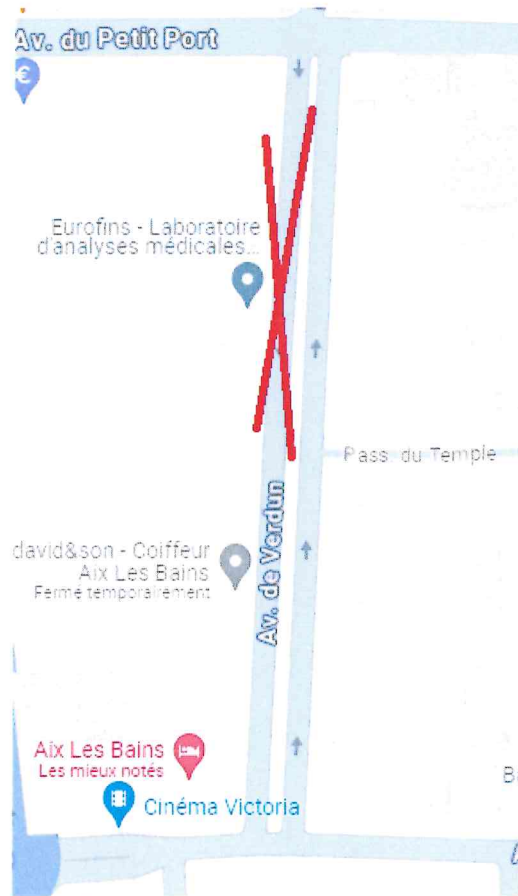 Av. du Petit Port
€
Eurofins - Laboratoire
d'analyses médicales...
Pass. du Temple
Av. de Verdun
david&son - Coiffeur
Aix Les Bains
Fermé temporairement
Aix Les Bains
Les mieux notés
Cinéma Victoria